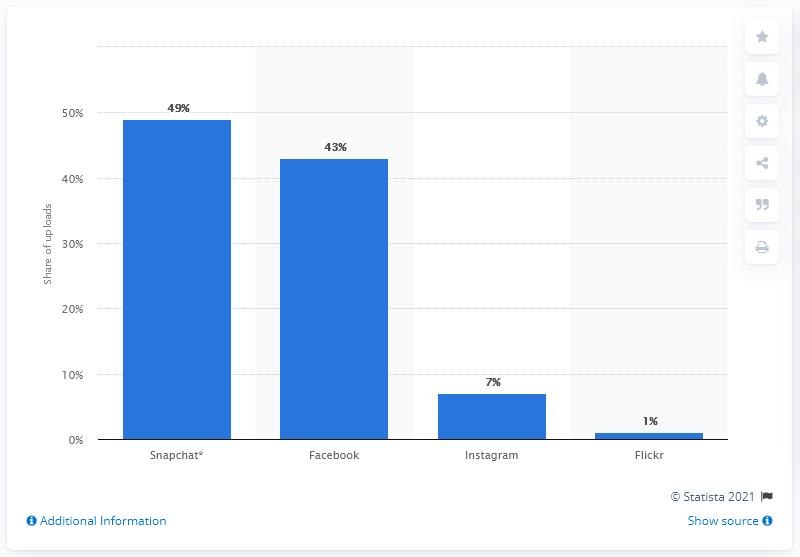 49%
43%
7%
1%
50%
40%
30%
20%
10%
0%
Share of uploads
Snapchat*
Facebook
Instagram
Flickr
© Statista 2021
Additional Information
Show source